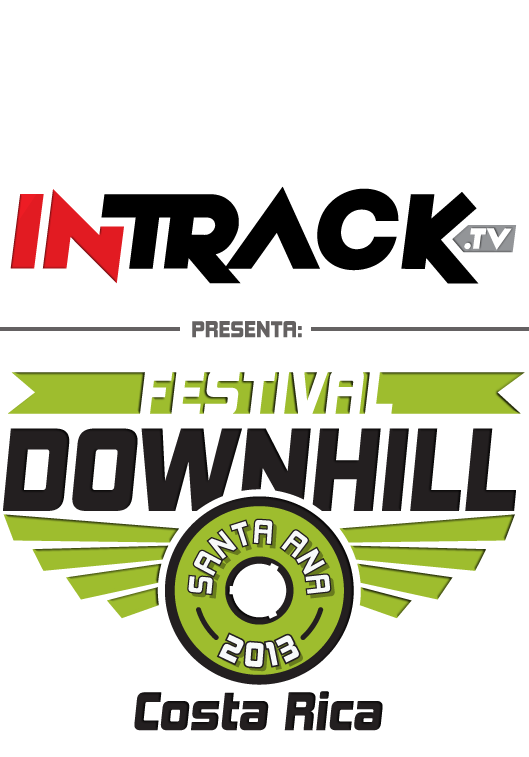 INTRACK.TV
PRESENTA:
FESTIVAL
DOWNHILL
SANTA ANA
2013
Costa Rica